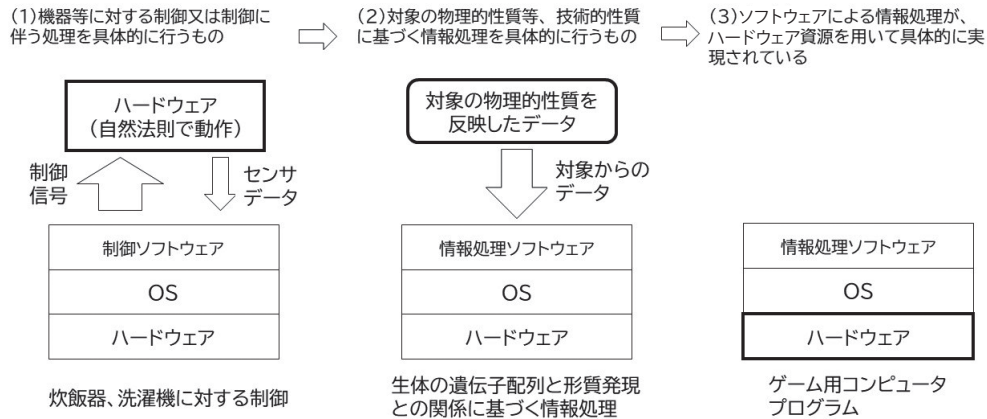 (1)機器等に対する制御又は制御に
伴う処理を具体的に行うもの
(2)対象の物理的性質等、技術的性質
に基づく情報処理を具体的に行うもの
(3)ソフトウェアによる情報処理が、
ハードウェア資源を用いて具体的に実
現されている
ハードウェア
(自然法則で動作)
制御
信号
センサ
データ
制御ソフトウェア
OS
ハードウェア
炊飯器、洗濯機に対する制御
対象の物理的性質を
反映したデータ
対象からの
データ
情報処理ソフトウェア
OS
ハードウェア
生体の遺伝子配列と形質発現
との関係に基づく情報処理
情報処理ソフトウェア
OS
ハードウェア
ゲーム用コンピュータ
プログラム